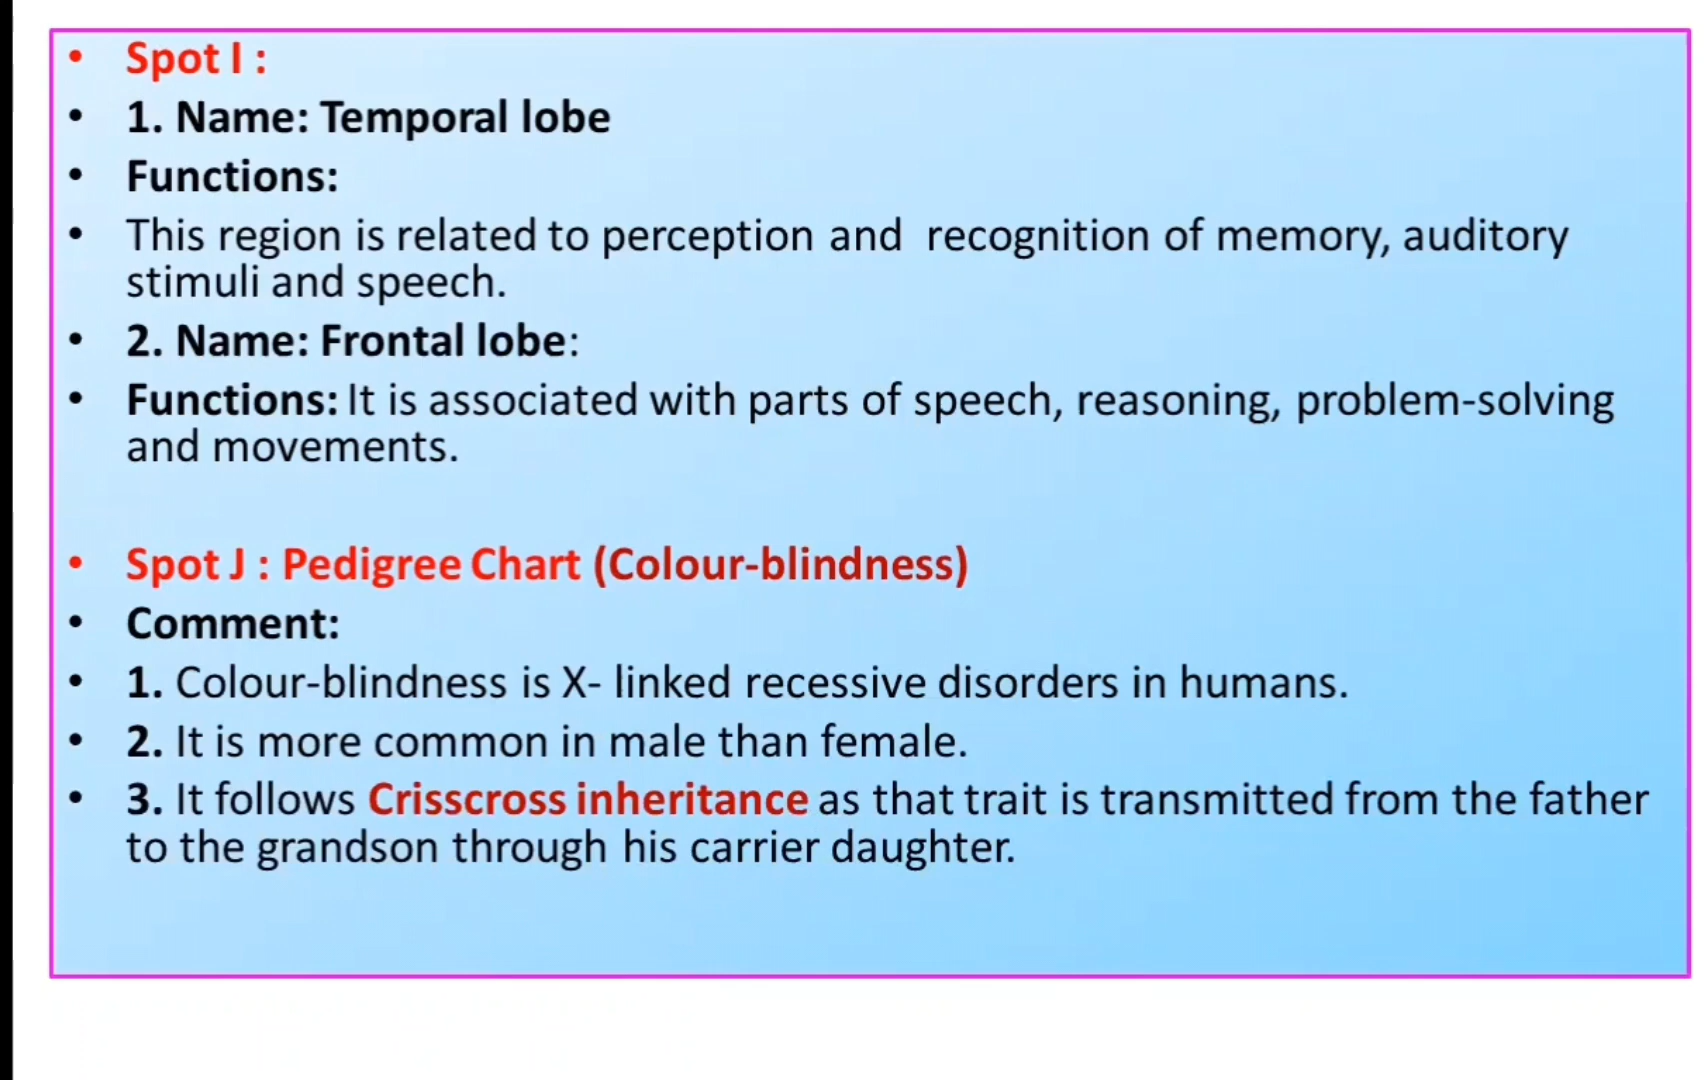 • Spot I :
• 1. Name: Temporal lobe
• Functions:
• This region is related to perception and recognition of memory, auditory
stimuli and speech.
• 2. Name: Frontal lobe:
• Functions: It is associated with parts of speech, reasoning, problem-solving
and movements.
• Spot J : Pedigree Chart (Colour-blindness)
• Comment:
• 1. Colour-blindness is X- linked recessive disorders in humans.
• 2. It is more common in male than female.
• 3. It follows Crisscross inheritance as that trait is transmitted from the father
to the grandson through his carrier daughter.